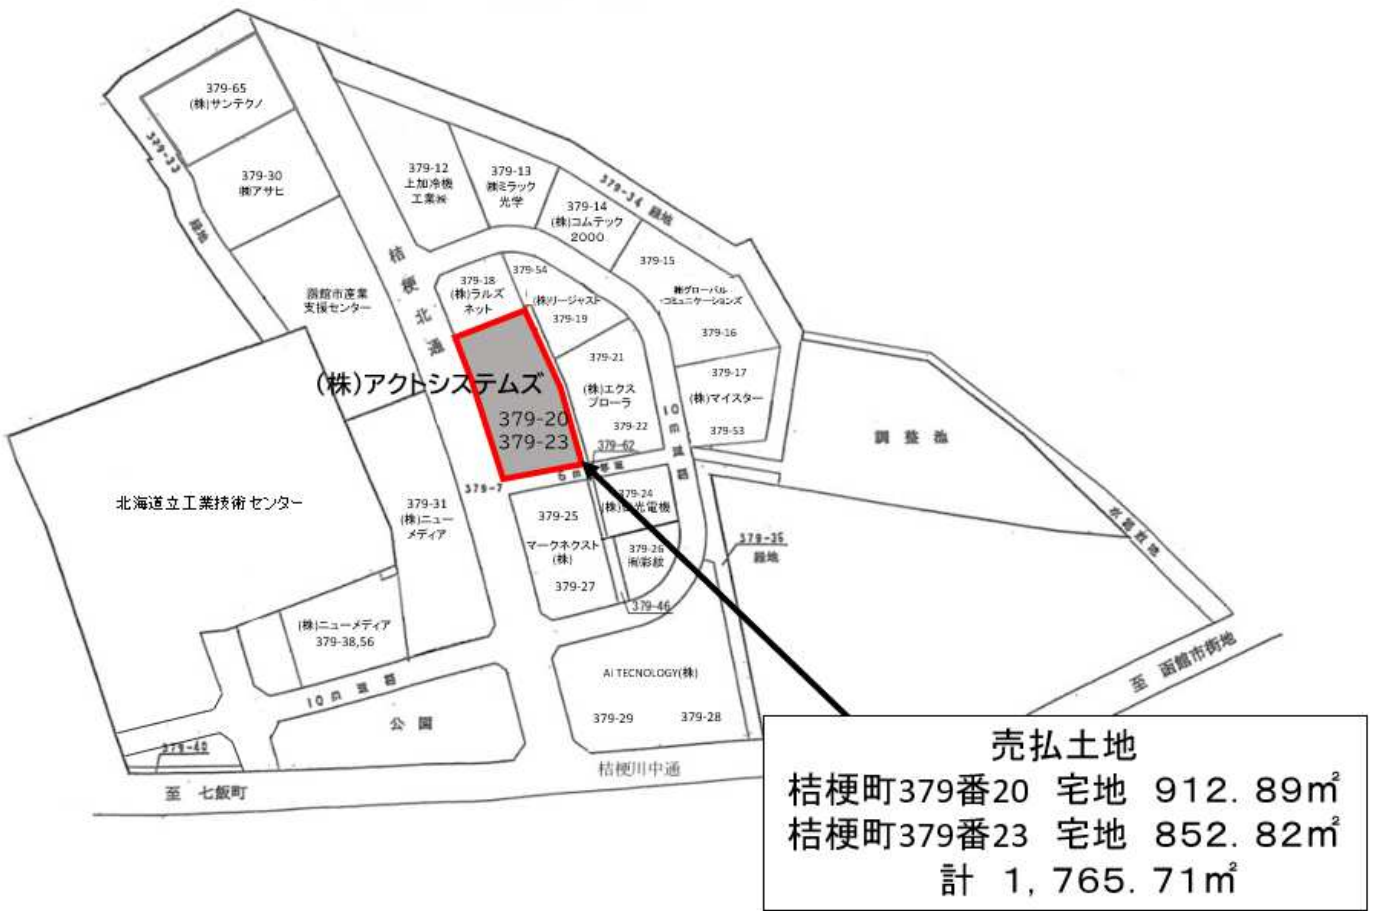 379-65
(株)サンテクノ
379-33
緑地
379-30
㈱アサヒ
函館市産業
支援センター
379-12
上加冷機
工業㈱
379-13
㈱ミラック
光学
379-14
(株)コムテック
2000
379-34 緑地
379-15
㈱グローバル
コミュニケーションズ
379-16
379-17
(株)マイスター
379-53
桔梗北通
379-18
(株)ラルズ
ネット
379-54
(株)リージャスト
379-19
379-21
(株)エクス
プローラ
379-22
(株)アクトシステムズ
379-20
379-23
379-62
10m道路
調整池
水路敷地
北海道立工業技術センター
379-31
(株)ニュー
メディア
379-7
6m
379-24
379-25
マークネクスト
(株)
379-27
379-26
㈲彩紋
379-46
379-35
緑地
(株)ニューメディア
379-38,56
10m道路
公園
AI TECNOLOGY(株)
379-29
379-28
379-40
至 七飯町
桔梗川中通
至 函館市街地
売払土地
桔梗町379番20 宅地 912.89㎡
桔梗町379番23 宅地 852.82㎡
計 1,765.71㎡